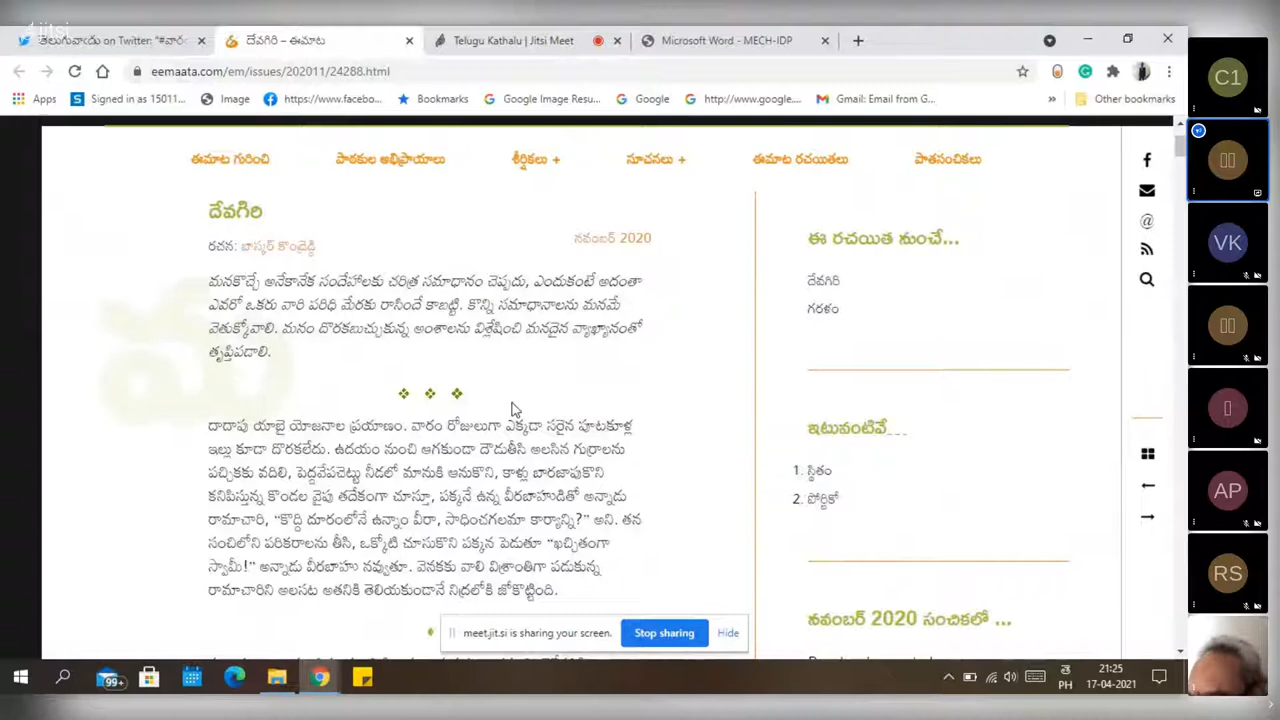 jitsi
తెలుగువాడు on Twitter: "#వార
దేవగిరి – ఈమాట
Telugu Kathalu | Jitsi Meet
Microsoft Word - MECH-IDP
eemaata.com/em/issues/202011/24288.html
Apps
Signed in as 15011...
Image
https://www.facebo...
Bookmarks
Google Image Resu...
Google
http://www.google....
Gmail: Email from G...
»
Other bookmarks
ఈమాట గురించి
పాఠకుల అభిప్రాయాలు
శీర్షికలు +
సూచనలు +
ఈమాట రచయితలు
పాతసంచికలు
దేవగిరి
రచన: బాస్కర్ కొండ్రెడ్డి
నవంబర్ 2020
మనకొచ్చే అనేకానేక సందేహాలకు చరిత్ర సమాధానం చెప్పదు, ఎందుకంటే అదంతా
ఎవరో ఒకరు వారి పరిధి మేరకు రాసిందే కాబట్టి. కొన్ని సమాధానాలను మనమే
వెతుక్కోవాలి. మనం దొరకబుచ్చుకున్న అంశాలను విశ్లేషించి మనదైన వ్యాఖ్యానంతో
తృప్తిపడాలి.
దాదాపు యాభై యోజనాల ప్రయాణం. వారం రోజులుగా ఎక్కడా సరైన పూటకూళ్ల
ఇల్లు కూడా దొరకలేదు. ఉదయం నుంచి ఆగకుండా దౌడుతీసి అలసిన గుర్రాలను
పచ్చికకు వదిలి, పెద్దవేపచెట్టు నీడలో మానుకి ఆనుకొని, కాళ్లు బారజాపుకొని
కనిపిస్తున్న కొండల వైపు తదేకంగా చూస్తూ, పక్కనే ఉన్న వీరబాహుడితో అన్నాడు
రామాచారి, “కొద్ది దూరంలోనే ఉన్నాం వీరా, సాధించగలమా కార్యాన్ని?” అని. తన
సంచిలోని పరికరాలను తీసి, ఒక్కోటి చూసుకొని పక్కన పెడుతూ “ఖచ్చితంగా
స్వామీ!” అన్నాడు వీరబాహు నవ్వుతూ. వెనకకు వాలి విశ్రాంతిగా పడుకున్న
రామాచారిని అలసట అతనికి తెలియకుండానే నిద్రలోకి జోకొట్టింది.
ఈ రచయిత నుంచే...
దేవగిరి
గరళం
ఇటువంటివే...
1. స్థితం
2. పోర్టికో
నవంబర్ 2020 సంచికలో ...
meet.jit.si is sharing your screen.
Stop sharing
Hide
C1
VK
AP
RS
99+
తె
PH
21:25
17-04-2021